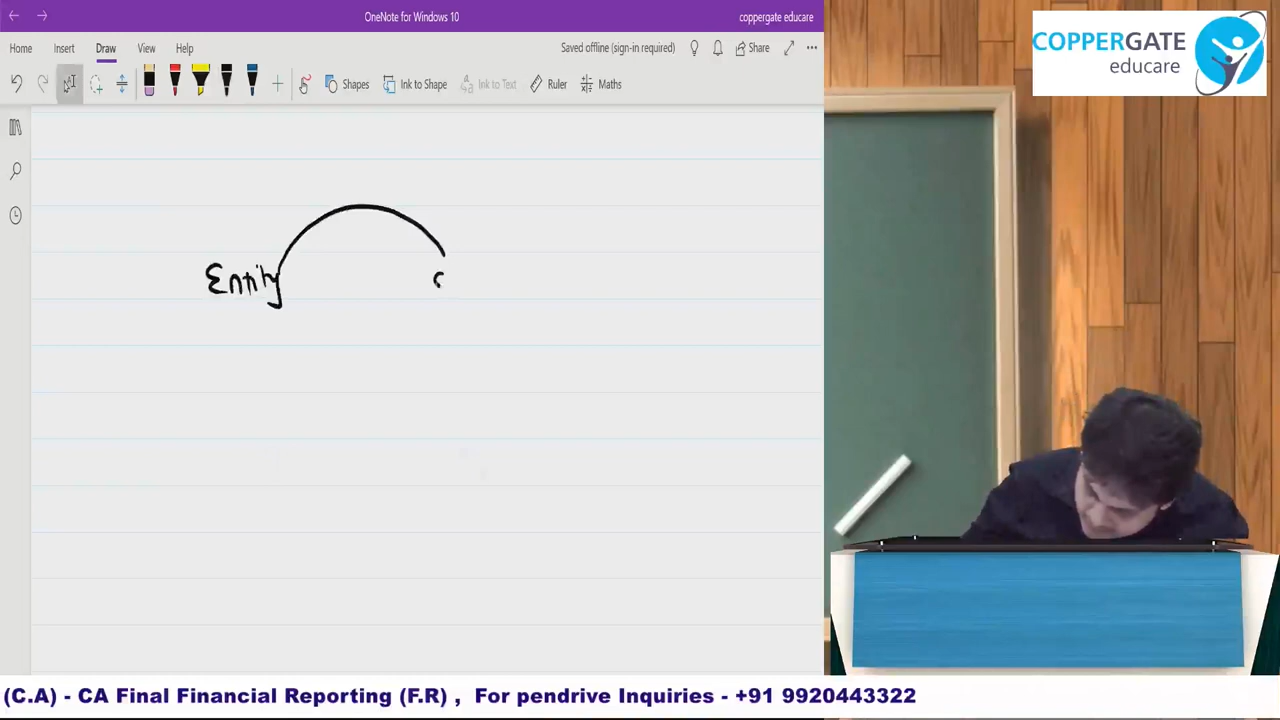 OneNote for Windows 10
coppergate educare
Home Insert Draw View Help
Saved offline (sign-in required) Share
Shapes Ink to Shape Ink to Text Ruler Maths
COPPERGATE
educare
Entity
(C.A) - CA Final Financial Reporting (F.R) , For pendrive Inquiries - +91 9920443322